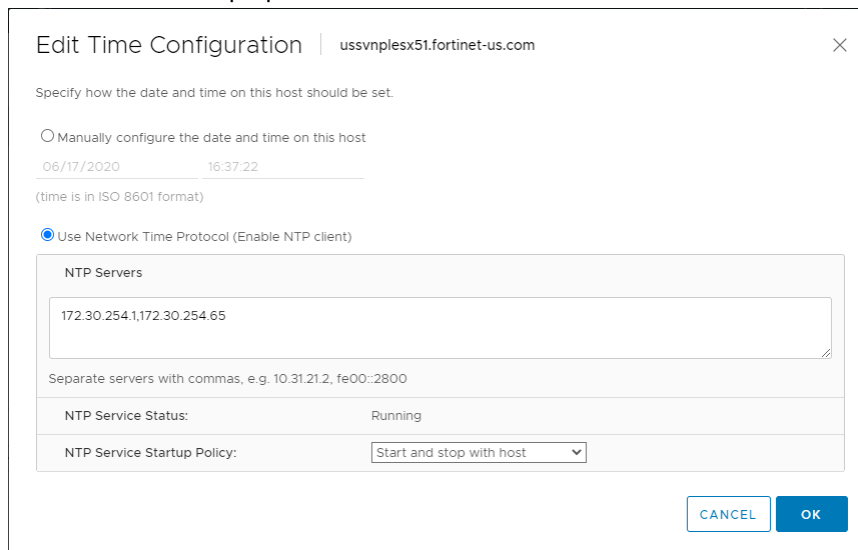 Edit Time Configuration | ussvnplesx51.fortinet-us.com
Specify how the date and time on this host should be set.
Manually configure the date and time on this host
06/17/2020 16:37:22
(time is in ISO 8601 format)
Use Network Time Protocol (Enable NTP client)
NTP Servers
172.30.254.1,172.30.254.65
Separate servers with commas, e.g. 10.31.21.2, fe00::2800
NTP Service Status: Running
NTP Service Startup Policy: Start and stop with host
CANCEL OK